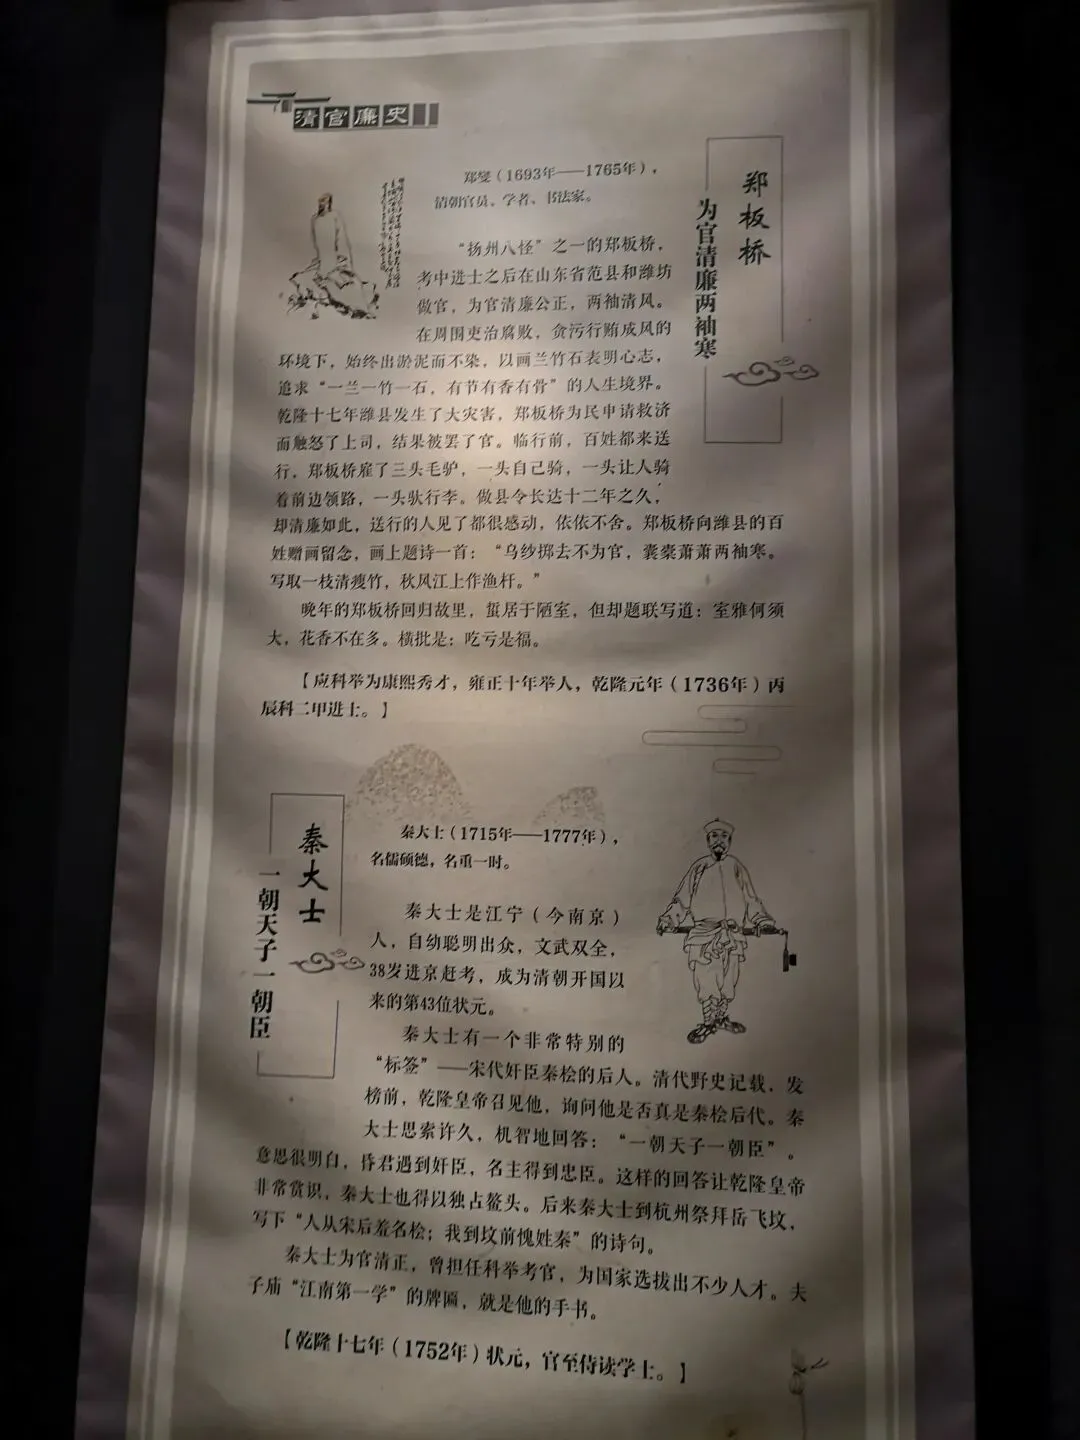 清官廉史
郑板桥
为官清廉两袖寒
郑燮（1693年——1765年），
清朝官员、学者、书法家。
“扬州八怪”之一的郑板桥，
考中进士之后在山东省范县和潍坊
做官，为官清廉公正，两袖清风。
在周围吏治腐败，贪污行贿成风的
环境下，始终出淤泥而不染，以画兰竹石表明心志，
追求“一兰一竹一石，有节有香有骨”的人生境界。
乾隆十七年潍县发生了大灾害，郑板桥为民申请救济
而触怒了上司，结果被罢了官。临行前，百姓都来送
行，郑板桥雇了三头毛驴，一头自己骑，一头让人骑
着前边领路，一头驮行李。做县令长达十二年之久，
却清廉如此，送行的人见了都很感动，依依不舍。郑板桥向潍县的百
姓赠画留念，画上题诗一首：“乌纱掷去不为官，囊橐萧萧两袖寒。
写取一枝清瘦竹，秋风江上作渔杆。”
晚年的郑板桥回归故里，蜇居于陋室，但却题联写道：室雅何须
大，花香不在多。横批是：吃亏是福。
【应科举为康熙秀才，雍正十年举人，乾隆元年（1736年）丙
辰科二甲进士。】
秦大士
一朝天子一朝臣
秦大士（1715年——1777年），
名儒硕德，名重一时。
秦大士是江宁（今南京）
人，自幼聪明出众，文武双全，
38岁进京赶考，成为清朝开国以
来的第43位状元。
秦大士有一个非常特别的
“标签”——宋代奸臣秦桧的后人。清代野史记载，发
榜前，乾隆皇帝召见他，询问他是否真是秦桧后代。秦
大士思索许久，机智地回答：“一朝天子一朝臣”。
意思很明白，昏君遇到奸臣，名主得到忠臣。这样的回答让乾隆皇帝
非常赏识，秦大士也得以独占鳌头。后来秦大士到杭州祭拜岳飞坟，
写下“人从宋后羞名桧；我到坟前愧姓秦”的诗句。
秦大士为官清正，曾担任科举考官，为国家选拔出不少人才。夫
子庙“江南第一学”的牌匾，就是他的手书。
【乾隆十七年（1752年）状元，官至侍读学士。】